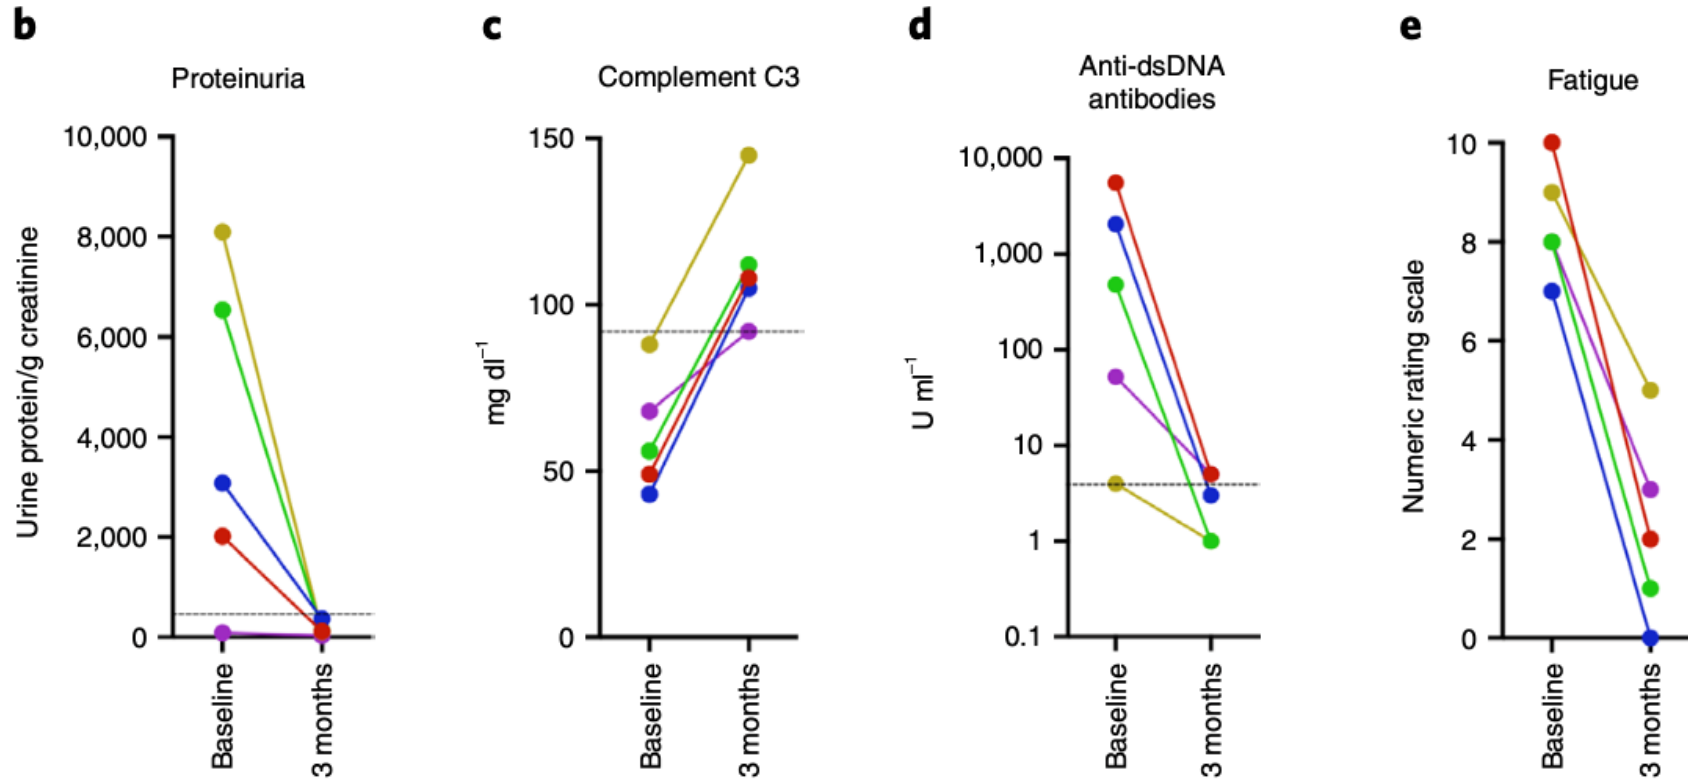 b
Proteinuria
Urine protein/g creatinine
10,000
8,000
6,000
4,000
2,000
0
Baseline
3 months
c
Complement C3
mg dl⁻¹
150
100
50
0
Baseline
3 months
d
Anti-dsDNA
antibodies
U ml⁻¹
10,000
1,000
100
10
1
0.1
Baseline
3 months
e
Fatigue
Numeric rating scale
10
8
6
4
2
0
Baseline
3 months